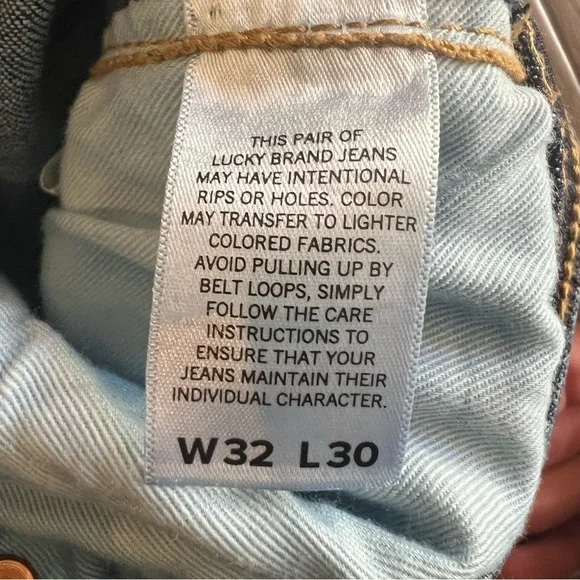 THIS PAIR OF
LUCKY BRAND JEANS
MAY HAVE INTENTIONAL
RIPS OR HOLES. COLOR
MAY TRANSFER TO LIGHTER
COLORED FABRICS.
AVOID PULLING UP BY
BELT LOOPS, SIMPLY
FOLLOW THE CARE
INSTRUCTIONS TO
ENSURE THAT YOUR
JEANS MAINTAIN THEIR
INDIVIDUAL CHARACTER.
W32 L30